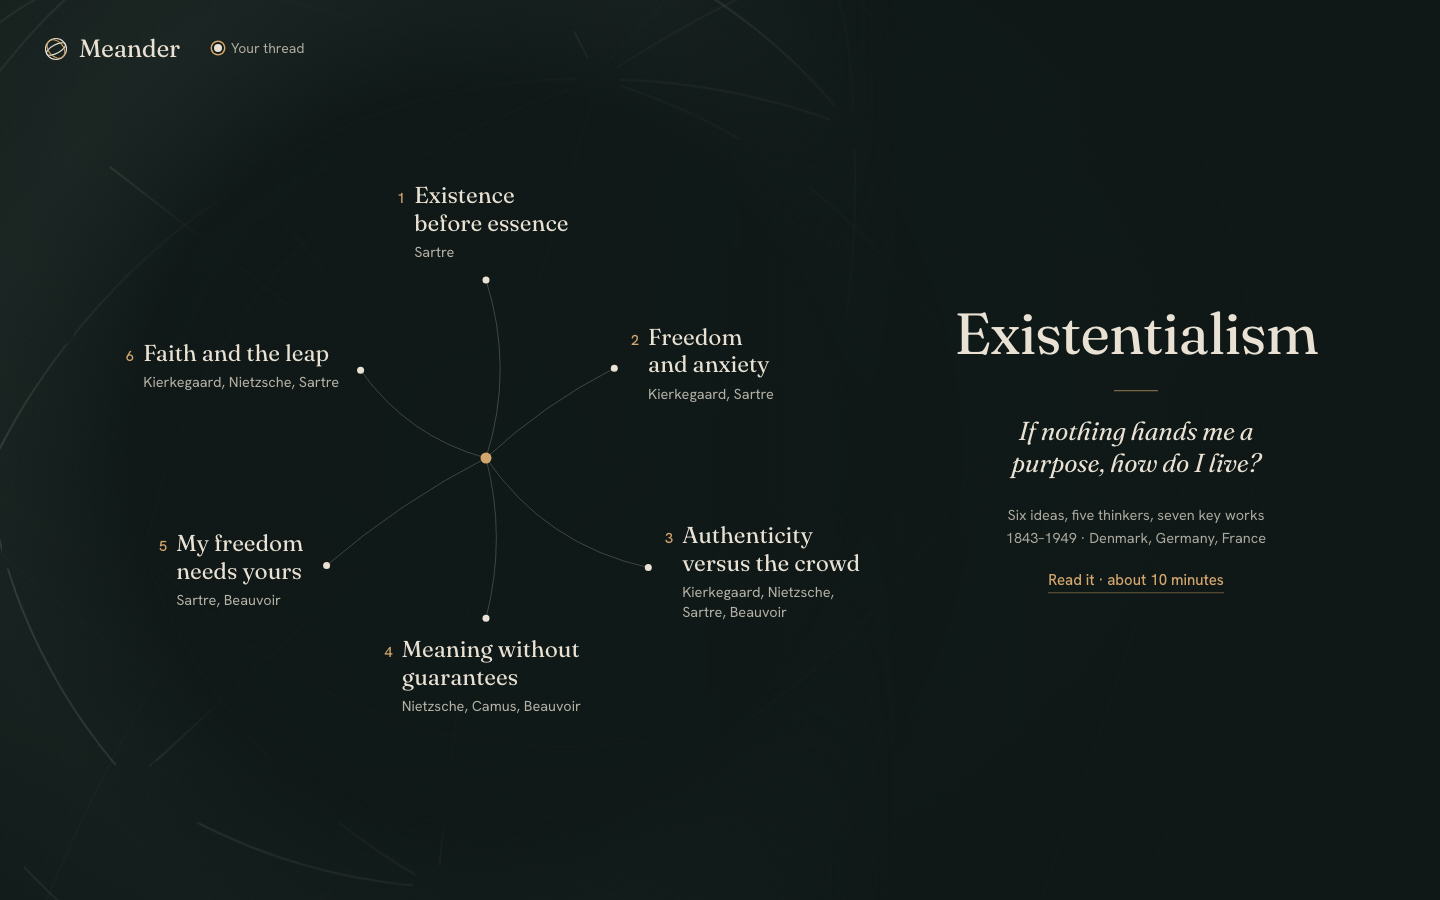 Meander
Your thread
1 Existence
before essence
Sartre
2 Freedom
and anxiety
Kierkegaard, Sartre
3 Authenticity
versus the crowd
Kierkegaard, Nietzsche,
Sartre, Beauvoir
4 Meaning without
guarantees
Nietzsche, Camus, Beauvoir
5 My freedom
needs yours
Sartre, Beauvoir
6 Faith and the leap
Kierkegaard, Nietzsche, Sartre
Existentialism
If nothing hands me a
purpose, how do I live?
Six ideas, five thinkers, seven key works
1843–1949 · Denmark, Germany, France
Read it · about 10 minutes